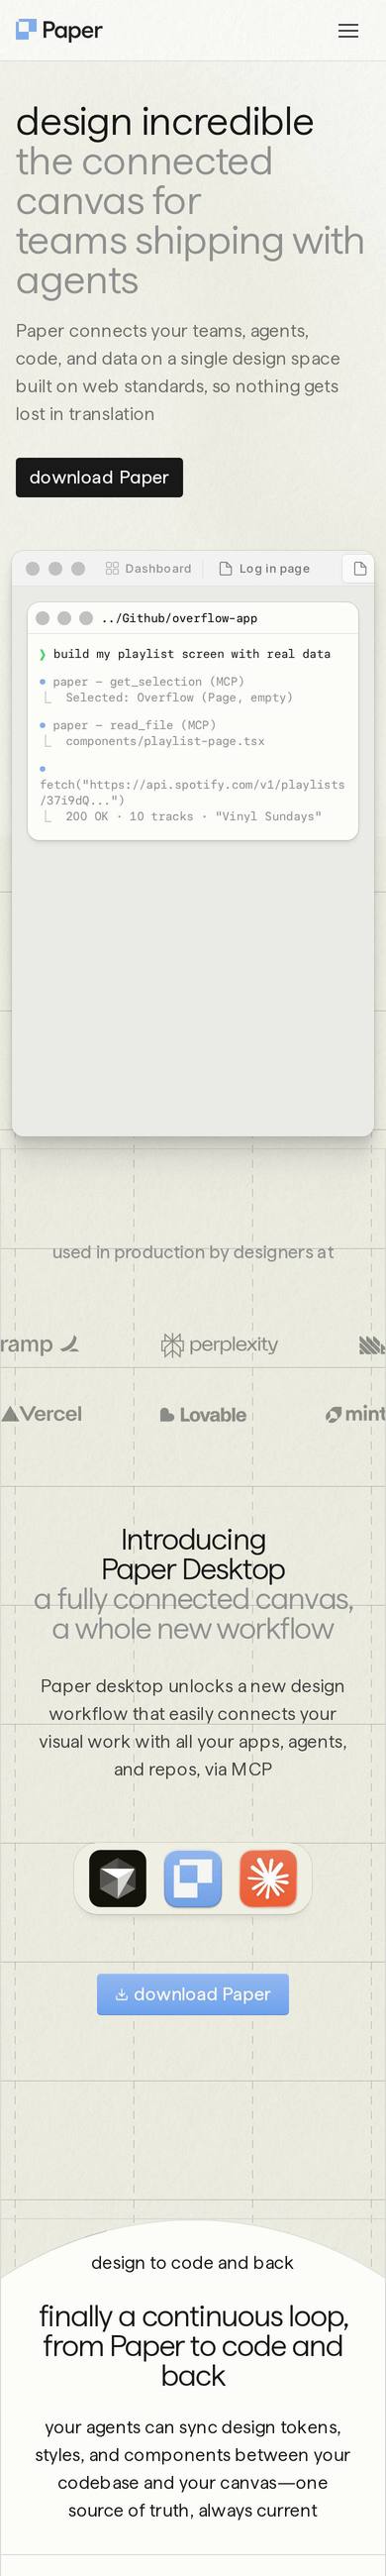 Paper
design incredible
the connected
canvas for
teams shipping with
agents
Paper connects your teams, agents,
code, and data on a single design space
built on web standards, so nothing gets
lost in translation
download Paper
Dashboard
Log in page
../Github/overflow-app
❯ build my playlist screen with real data
● paper — get_selection (MCP)
⎿ Selected: Overflow (Page, empty)
● paper — read_file (MCP)
⎿ components/playlist-page.tsx
●
fetch("https://api.spotify.com/v1/playlists
/37i9dQ...")
⎿ 200 OK · 10 tracks · "Vinyl Sundays"
used in production by designers at
ramp
perplexity
Vercel
Lovable
mint
Introducing
Paper Desktop
a fully connected canvas,
a whole new workflow
Paper desktop unlocks a new design
workflow that easily connects your
visual work with all your apps, agents,
and repos, via MCP
download Paper
design to code and back
finally a continuous loop,
from Paper to code and
back
your agents can sync design tokens,
styles, and components between your
codebase and your canvas—one
source of truth, always current